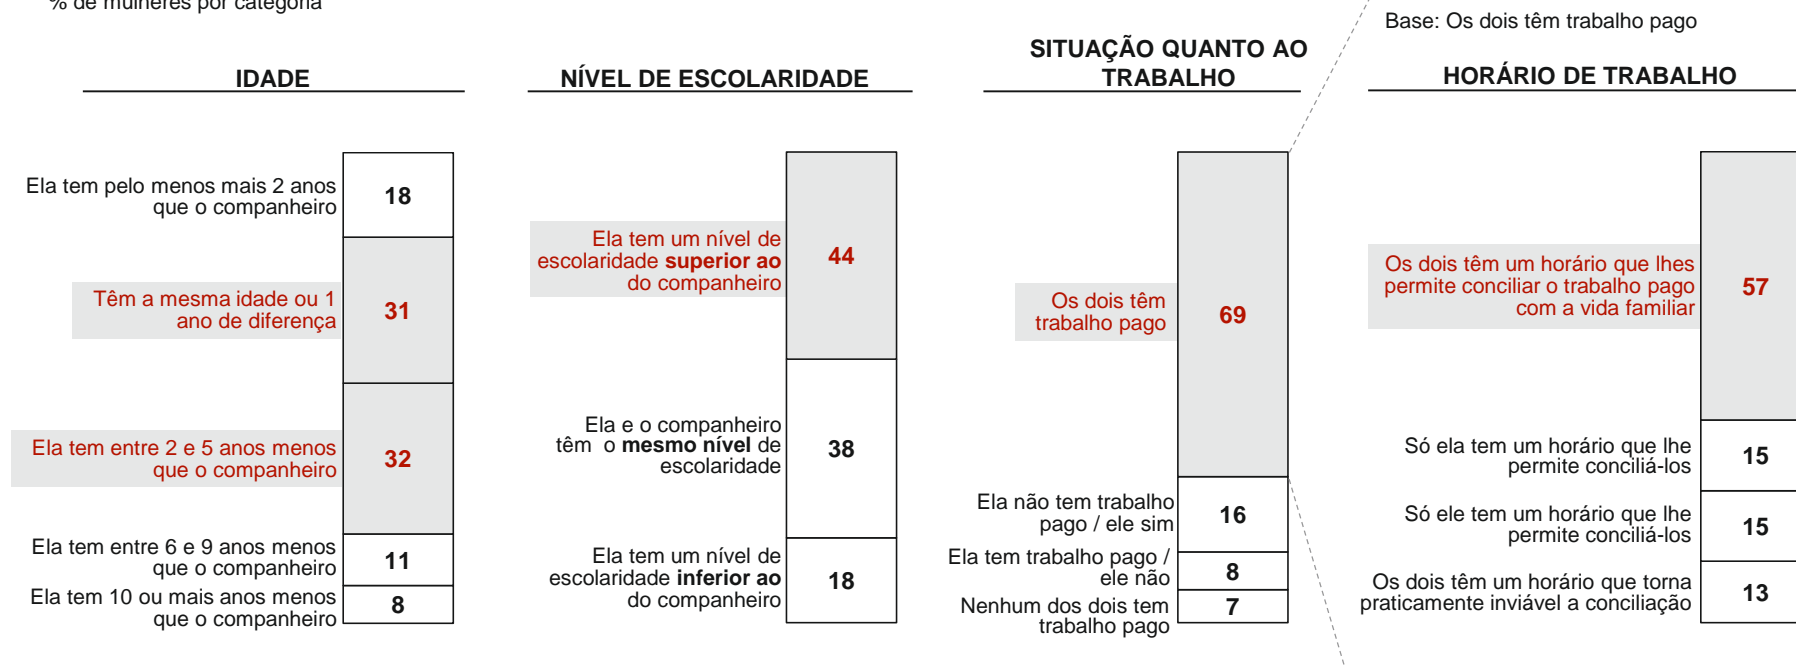 % de mulheres por categoria
Base: Os dois têm trabalho pago
IDADE
NÍVEL DE ESCOLARIDADE
SITUAÇÃO QUANTO AO
TRABALHO
HORÁRIO DE TRABALHO
Ela tem pelo menos mais 2 anos
que o companheiro
18
Têm a mesma idade ou 1
ano de diferença
31
Ela tem entre 2 e 5 anos menos
que o companheiro
32
Ela tem entre 6 e 9 anos menos
que o companheiro
11
Ela tem 10 ou mais anos menos
que o companheiro
8
Ela tem um nível de
escolaridade superior ao
do companheiro
44
Ela e o companheiro
têm o mesmo nível de
escolaridade
38
Ela tem um nível de
escolaridade inferior ao
do companheiro
18
Os dois têm
trabalho pago
69
Ela não tem trabalho
pago / ele sim
16
Ela tem trabalho pago /
ele não
8
Nenhum dos dois tem
trabalho pago
7
Os dois têm um horário que lhes
permite conciliar o trabalho pago
com a vida familiar
57
Só ela tem um horário que lhe
permite conciliá-los
15
Só ele tem um horário que lhe
permite conciliá-los
15
Os dois têm um horário que torna
praticamente inviável a conciliação
13